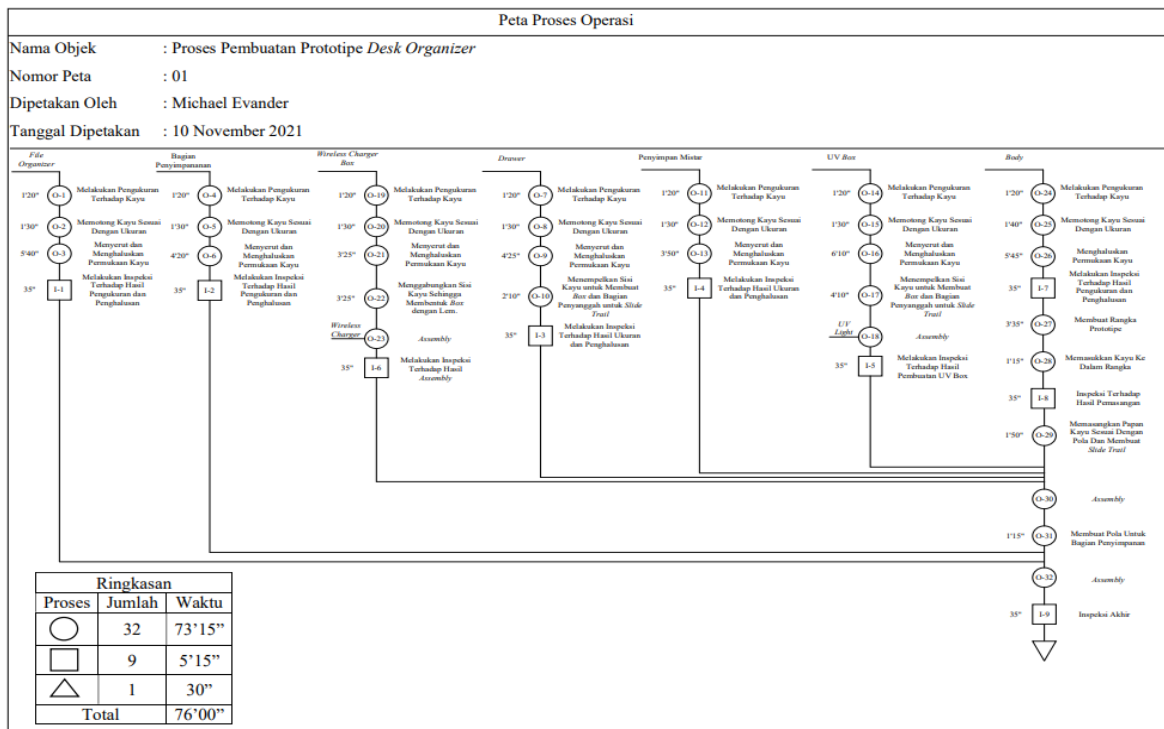 Peta Proses Operasi
Nama Objek : Proses Pembuatan Prototipe Desk Organizer
Nomor Peta : 01
Dipetakan Oleh : Michael Evander
Tanggal Dipetakan : 10 November 2021
File
Organizer
1'20" O-1 Melakukan Pengukuran
Terhadap Kayu
1'30" O-2 Memotong Kayu Sesuai
Dengan Ukuran
5'40" O-3 Menyerut dan
Menghaluskan
Permukaan Kayu
35" I-1 Melakukan Inspeksi
Terhadap Hasil
Pengukuran dan
Penghalusan
Bagian
Penyimpananan
1'20" O-4 Melakukan Pengukuran
Terhadap Kayu
1'30" O-5 Memotong Kayu Sesuai
Dengan Ukuran
4'20" O-6 Menyerut dan
Menghaluskan
Permukaan Kayu
35" I-2 Melakukan Inspeksi
Terhadap Hasil
Pengukuran dan
Penghalusan
Wireless Charger
Box
1'20" O-19 Melakukan Pengukuran
Terhadap Kayu
1'30" O-20 Memotong Kayu Sesuai
Dengan Ukuran
3'25" O-21 Menyerut dan
Menghaluskan
Permukaan Kayu
3'25" O-22 Menggabungkan Sisi
Kayu Sehingga
Membentuk Box
dengan Lem.
Wireless
Charger O-23 Assembly
35" I-6 Melakukan Inspeksi
Terhadap Hasil
Assembly
Drawer
1'20" O-7 Melakukan Pengukuran
Terhadap Kayu
1'30" O-8 Memotong Kayu Sesuai
Dengan Ukuran
4'25" O-9 Menyerut dan
Menghaluskan
Permukaan Kayu
2'10" O-10 Menempelkan Sisi
Kayu untuk Membuat
Box dan Bagian
Penyanggah untuk Slide
Trail
35" I-3 Melakukan Inspeksi
Terhadap Hasil Ukuran
dan Penghalusan
Penyimpan Mistar
1'20" O-11 Melakukan Pengukuran
Terhadap Kayu
1'30" O-12 Memotong Kayu Sesuai
Dengan Ukuran
3'50" O-13 Menyerut dan
Menghaluskan
Permukaan Kayu
35" I-4 Melakukan Inspeksi
Terhadap Hasil Ukuran
dan Penghalusan
UV Box
1'20" O-14 Melakukan Pengukuran
Terhadap Kayu
1'30" O-15 Memotong Kayu Sesuai
Dengan Ukuran
6'10" O-16 Menyerut dan
Menghaluskan
Permukaan Kayu
4'10" O-17 Menempelkan Sisi
Kayu untuk Membuat
Box dan Bagian
Penyanggah untuk Slide
Trail
UV
Light O-18 Assembly
35" I-5 Melakukan Inspeksi
Terhadap Hasil
Pembuatan UV Box
Body
1'20" O-24 Melakukan Pengukuran
Terhadap Kayu
1'40" O-25 Memotong Kayu Sesuai
Dengan Ukuran
5'45" O-26 Menghaluskan
Permukaan Kayu
35" I-7 Melakukan Inspeksi
Terhadap Hasil
Pengukuran dan
Penghalusan
3'35" O-27 Membuat Rangka
Prototipe
1'15" O-28 Memasukkan Kayu Ke
Dalam Rangka
35" I-8 Inspeksi Terhadap
Hasil Pemasangan
1'50" O-29 Memasangkan Papan
Kayu Sesuai Dengan
Pola Dan Membuat
Slide Trail
O-30 Assembly
1'15" O-31 Membuat Pola Untuk
Bagian Penyimpanan
O-32 Assembly
35" I-9 Inspeksi Akhir
Ringkasan
Proses Jumlah Waktu
32 73'15"
9 5'15"
1 30"
Total 76'00"